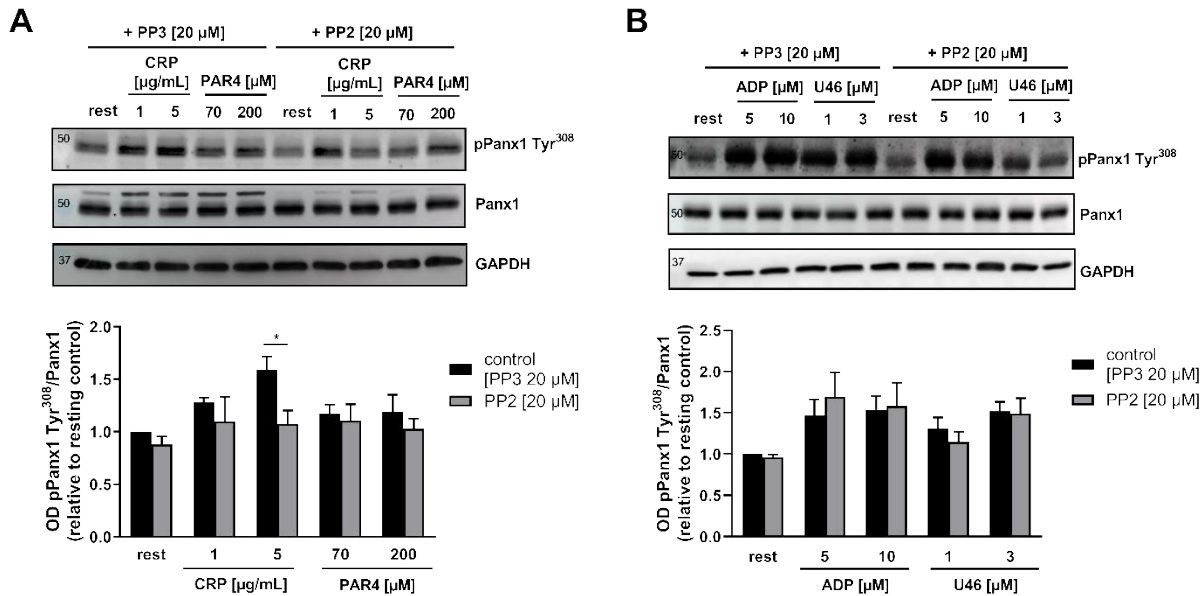 A
+ PP3 [20 µM] + PP2 [20 µM]
CRP [µg/mL] PAR4 [µM] CRP [µg/mL] PAR4 [µM]
rest 1 5 70 200 rest 1 5 70 200
50 pPanx1 Tyr308
50 Panx1
37 GAPDH
OD pPanx1 Tyr308/Panx1
(relative to resting control)
2.0
1.5
1.0
0.5
0.0
*
control
[PP3 20 µM]
PP2 [20 µM]
rest 1 5 70 200
CRP [µg/mL] PAR4 [µM]
B
+ PP3 [20 µM] + PP2 [20 µM]
ADP [µM] U46 [µM] ADP [µM] U46 [µM]
rest 5 10 1 3 rest 5 10 1 3
50 pPanx1 Tyr308
50 Panx1
37 GAPDH
OD pPanx1 Tyr308/Panx1
(relative to resting control)
2.5
2.0
1.5
1.0
0.5
0.0
control
[PP3 20 µM]
PP2 [20 µM]
rest 5 10 1 3
ADP [µM] U46 [µM]